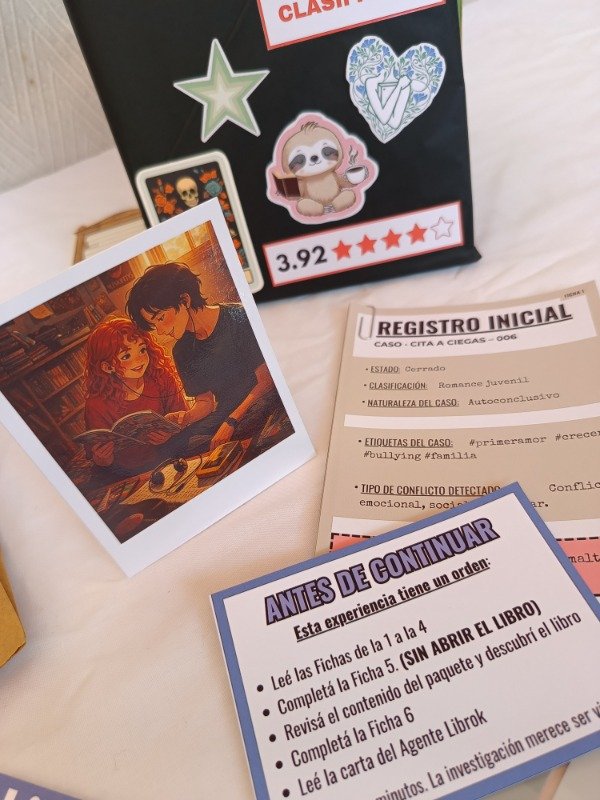 3.92
FICHA 1
REGISTRO INICIAL
CASO - CITA A CIEGAS - 006
• ESTADO: Cerrado
• CLASIFICACIÓN: Romance juvenil
• NATURALEZA DEL CASO: Autoconclusivo
• ETIQUETAS DEL CASO: #primeramor
#bullying #familia
• TIPO DE CONFLICTO DETECTADO
emocional,
ANTES DE CONTINUAR
Esta experiencia tiene un orden:
• Leé las Fichas de la 1 a la 4
• Completá la Ficha 5. (SIN ABRIR EL LIBRO)
• Revisá el contenido del paquete y descubrí el libro
• Completá la Ficha 6
• Leé la carta del Agente Librok
minutos. La investigación merece ser